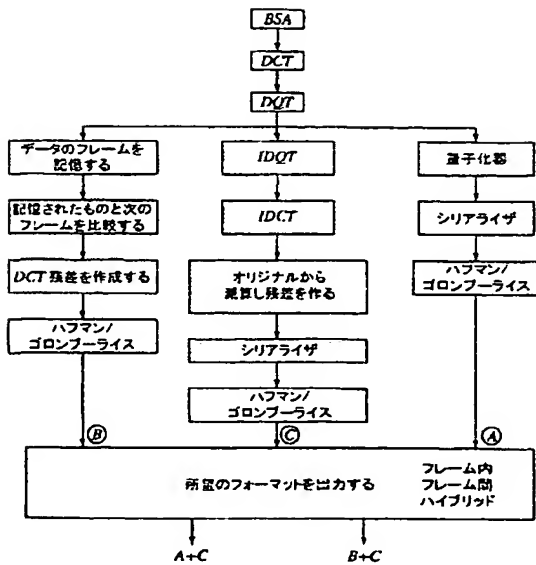 BSA
DCT
DQT
データのフレームを
記憶する
記憶されたものと次の
フレームを比較する
DCT 残差を作成する
ハフマン/
ゴロンブーライス
B
IDQT
IDCT
オリジナルから
減算し残差を作る
シリアライザ
ハフマン/
ゴロンブーライス
C
量子化器
シリアライザ
ハフマン/
ゴロンブーライス
A
所望のフォーマットを出力する
フレーム内
フレーム間
ハイブリッド
A+C
B+C